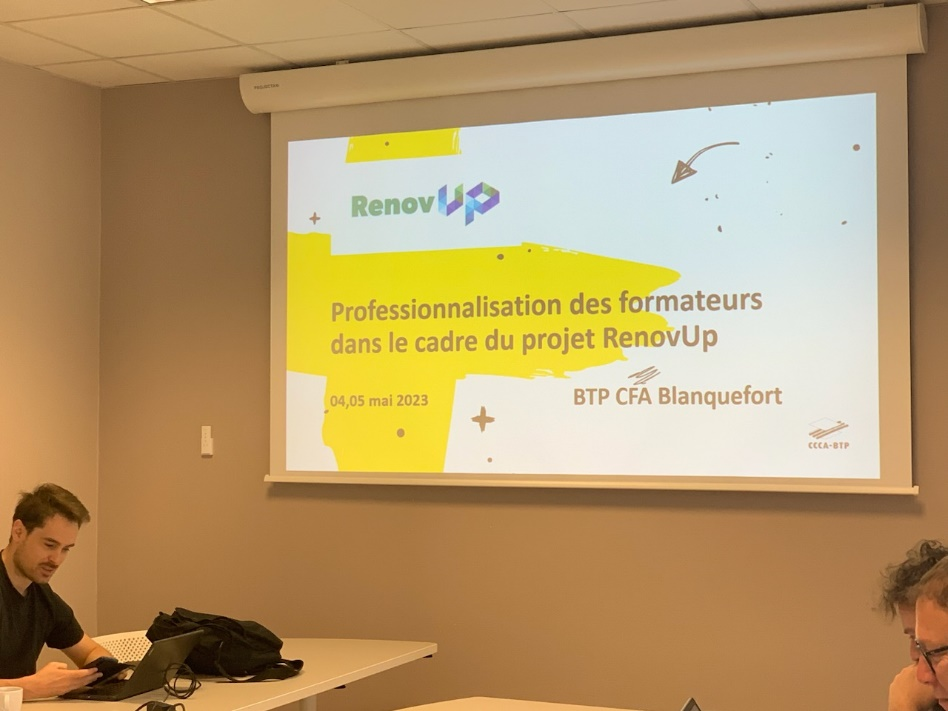 RenovUp
Professionnalisation des formateurs
dans le cadre du projet RenovUp
04,05 mai 2023
BTP CFA Blanquefort
CCCA-BTP